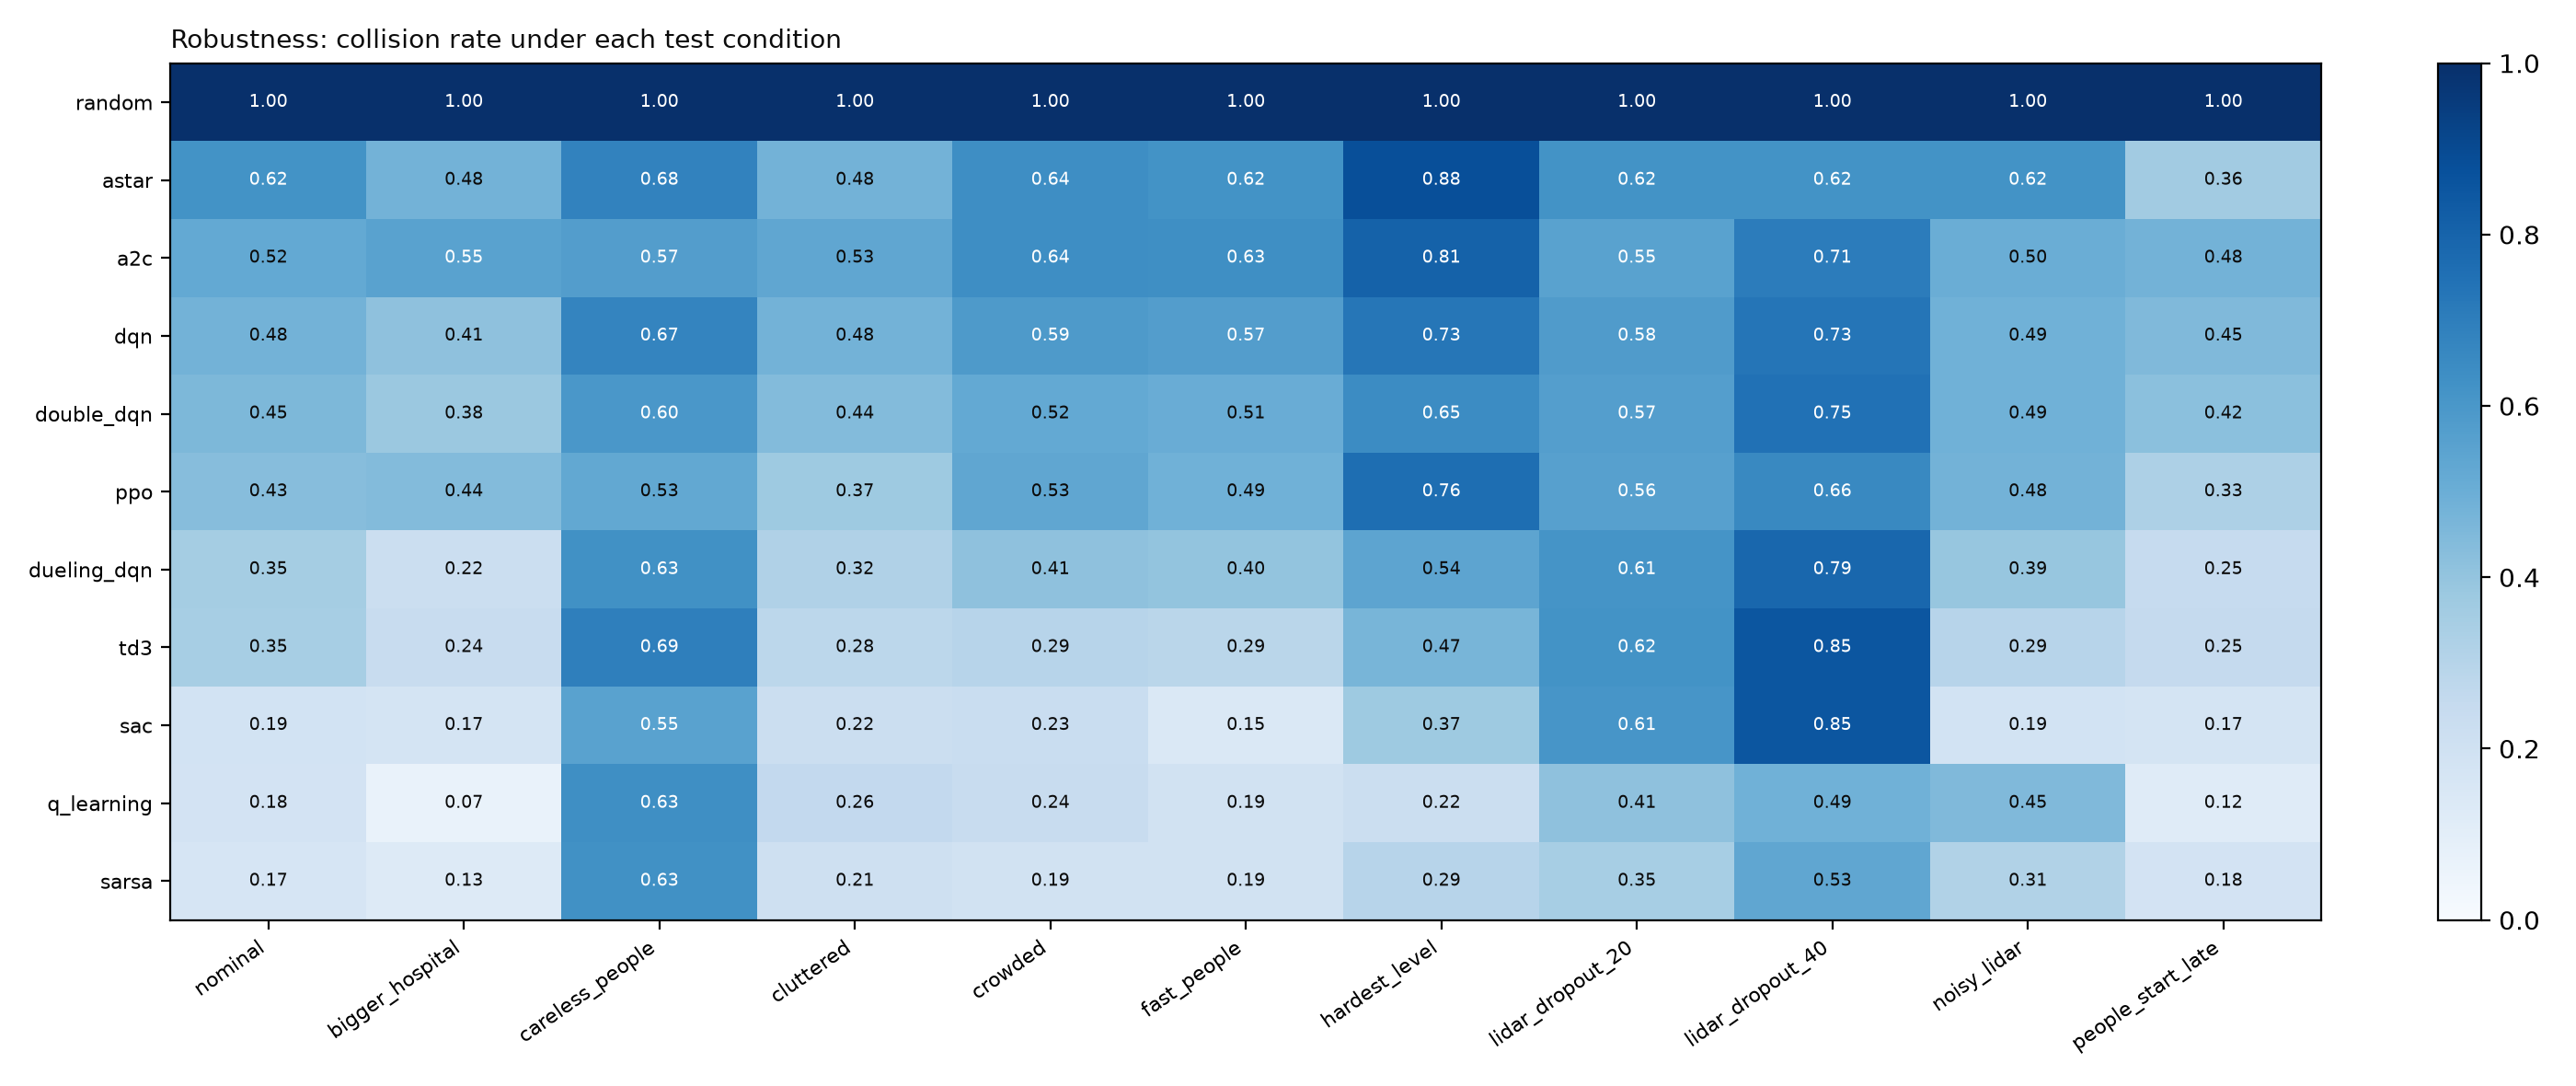 Robustness: collision rate under each test condition
random 1.00 1.00 1.00 1.00 1.00 1.00 1.00 1.00 1.00 1.00 1.00
astar 0.62 0.48 0.68 0.48 0.64 0.62 0.88 0.62 0.62 0.62 0.36
a2c 0.52 0.55 0.57 0.53 0.64 0.63 0.81 0.55 0.71 0.50 0.48
dqn 0.48 0.41 0.67 0.48 0.59 0.57 0.73 0.58 0.73 0.49 0.45
double_dqn 0.45 0.38 0.60 0.44 0.52 0.51 0.65 0.57 0.75 0.49 0.42
ppo 0.43 0.44 0.53 0.37 0.53 0.49 0.76 0.56 0.66 0.48 0.33
dueling_dqn 0.35 0.22 0.63 0.32 0.41 0.40 0.54 0.61 0.79 0.39 0.25
td3 0.35 0.24 0.69 0.28 0.29 0.29 0.47 0.62 0.85 0.29 0.25
sac 0.19 0.17 0.55 0.22 0.23 0.15 0.37 0.61 0.85 0.19 0.17
q_learning 0.18 0.07 0.63 0.26 0.24 0.19 0.22 0.41 0.49 0.45 0.12
sarsa 0.17 0.13 0.63 0.21 0.19 0.19 0.29 0.35 0.53 0.31 0.18
nominal bigger_hospital careless_people cluttered crowded fast_people hardest_level lidar_dropout_20 lidar_dropout_40 noisy_lidar people_start_late
1.0
0.8
0.6
0.4
0.2
0.0